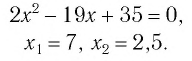 2x² − 19x + 35 = 0,
x₁ = 7, x₂ = 2,5.